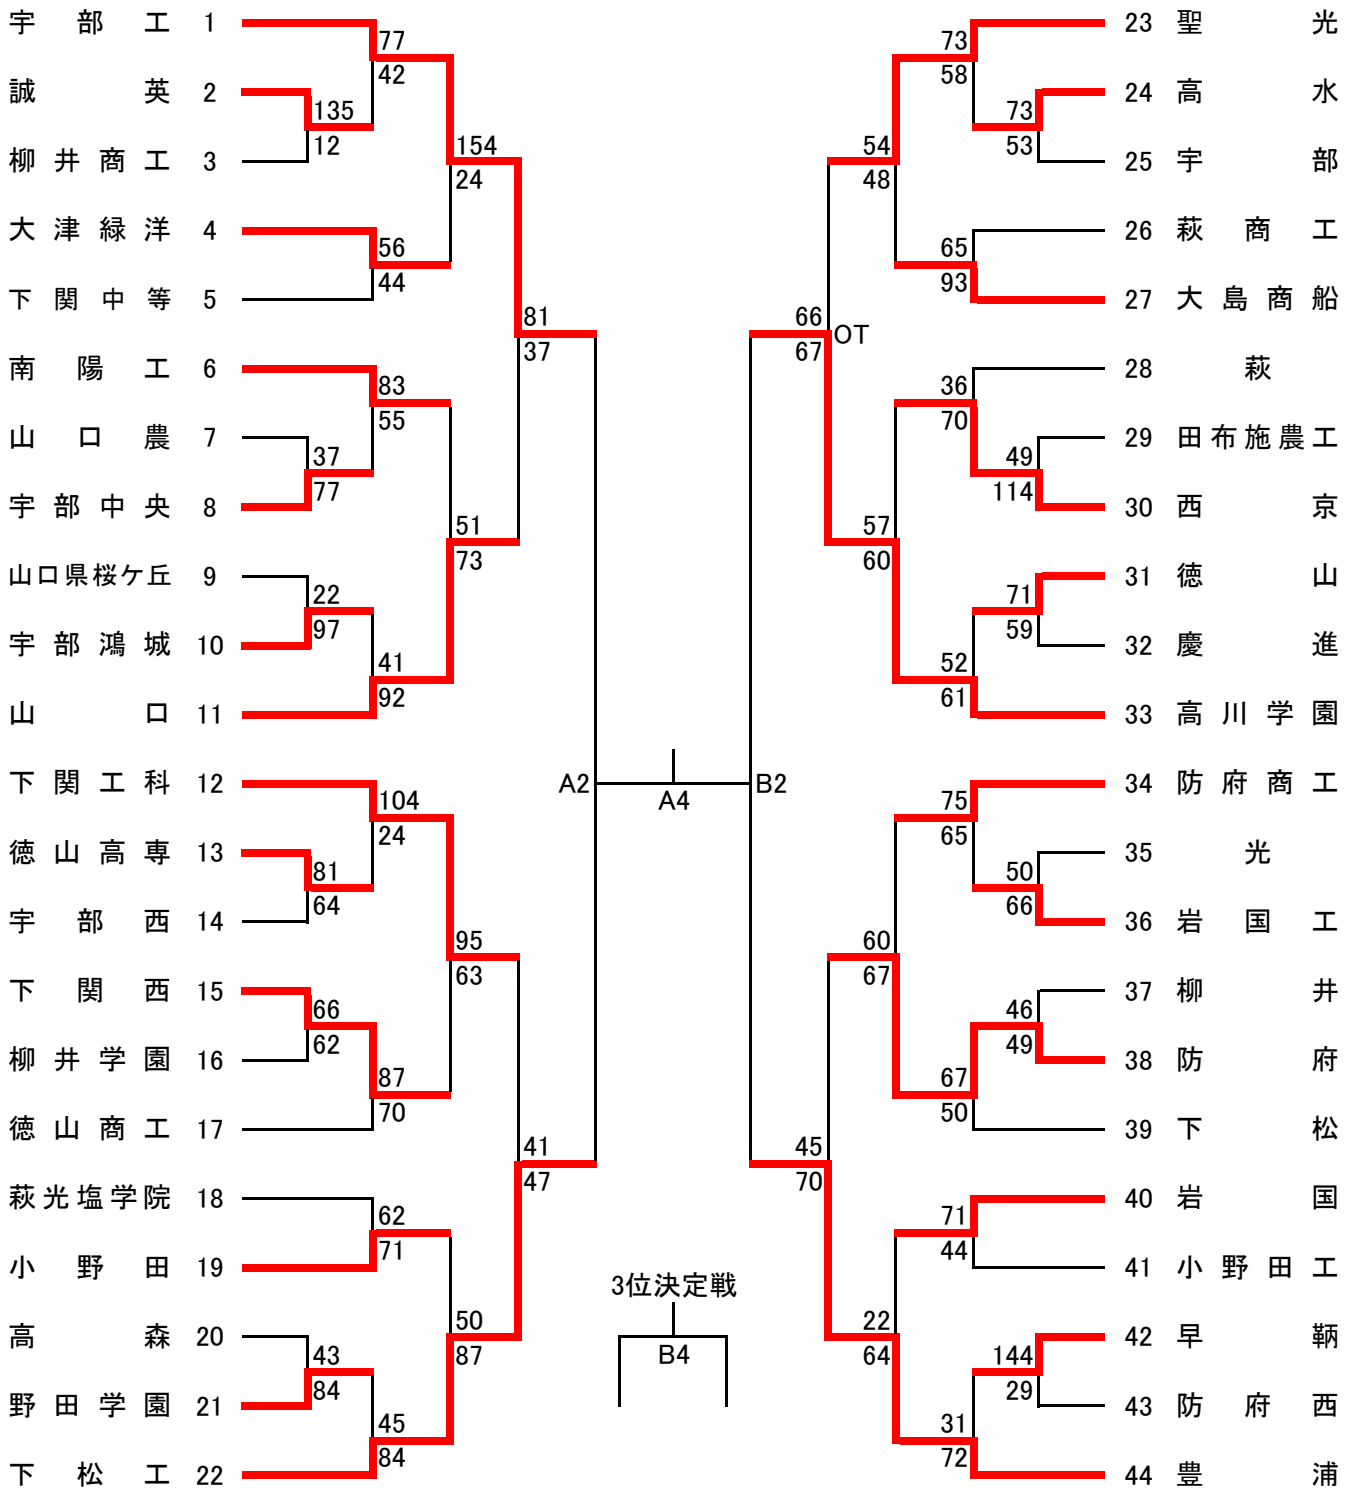 宇部工 1
誠英 2
柳井商工 3
大津緑洋 4
下関中等 5
南陽工 6
山口農 7
宇部中央 8
山口県桜ケ丘 9
宇部鴻城 10
山口 11
下関工科 12
徳山高専 13
宇部西 14
下関西 15
柳井学園 16
徳山商工 17
萩光塩学院 18
小野田 19
高森 20
野田学園 21
下松工 22
135
12
37
77
22
97
81
64
66
62
43
84
77
42
56
44
83
55
41
92
104
24
87
70
62
71
45
84
154
24
51
73
95
63
50
87
81
37
41
47
A2
A4
B2
3位決定戦
B4
66
67
OT
45
70
54
48
57
60
60
67
22
64
73
58
65
93
36
70
52
61
75
65
67
50
71
44
31
72
73
53
49
114
71
59
50
66
46
49
144
29
23 聖光
24 高水
25 宇部
26 萩商工
27 大島商船
28 萩
29 田布施農工
30 西京
31 徳山
32 慶進
33 高川学園
34 防府商工
35 光
36 岩国工
37 柳井
38 防府
39 下松
40 岩国
41 小野田工
42 早鞆
43 防府西
44 豊浦